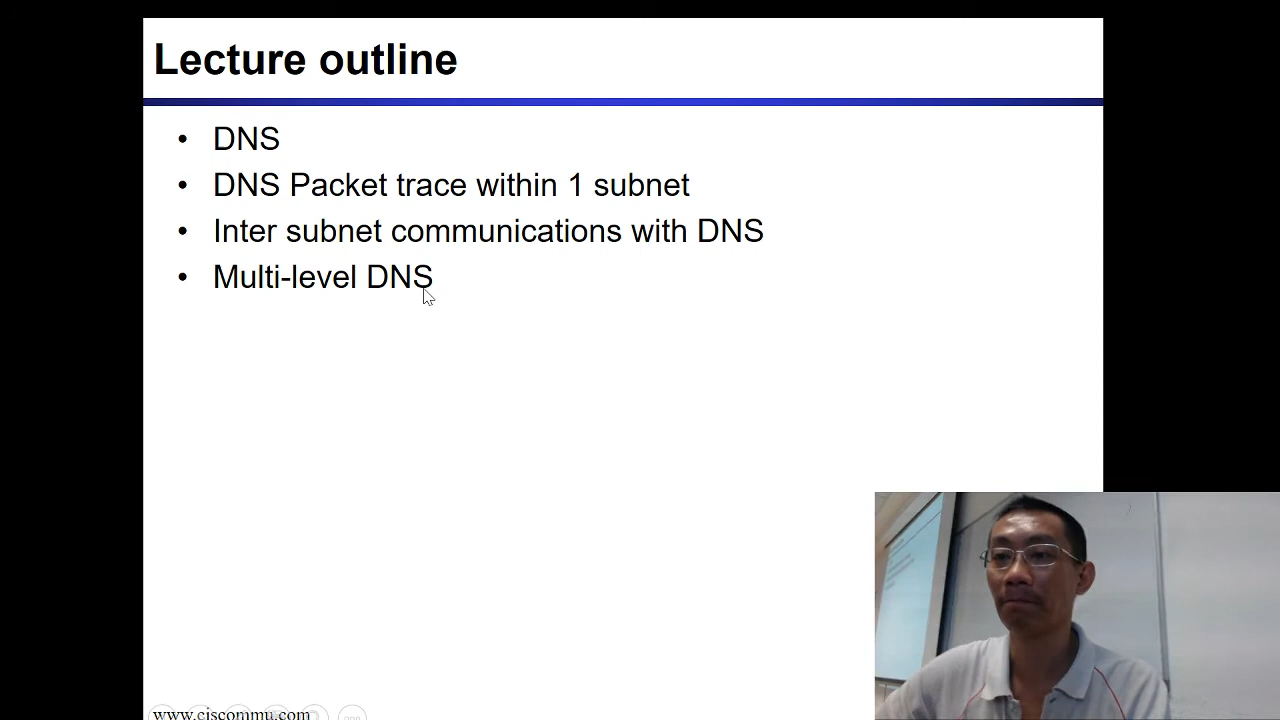 Lecture outline
• DNS
• DNS Packet trace within 1 subnet
• Inter subnet communications with DNS
• Multi-level DNS
www.ciscommu.com